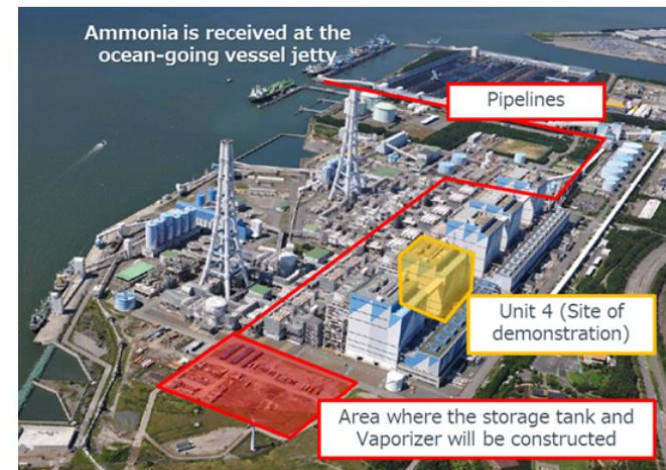 Ammonia is received at the
ocean-going vessel jetty
Pipelines
Unit 4 (Site of
demonstration)
Area where the storage tank and
Vaporizer will be constructed